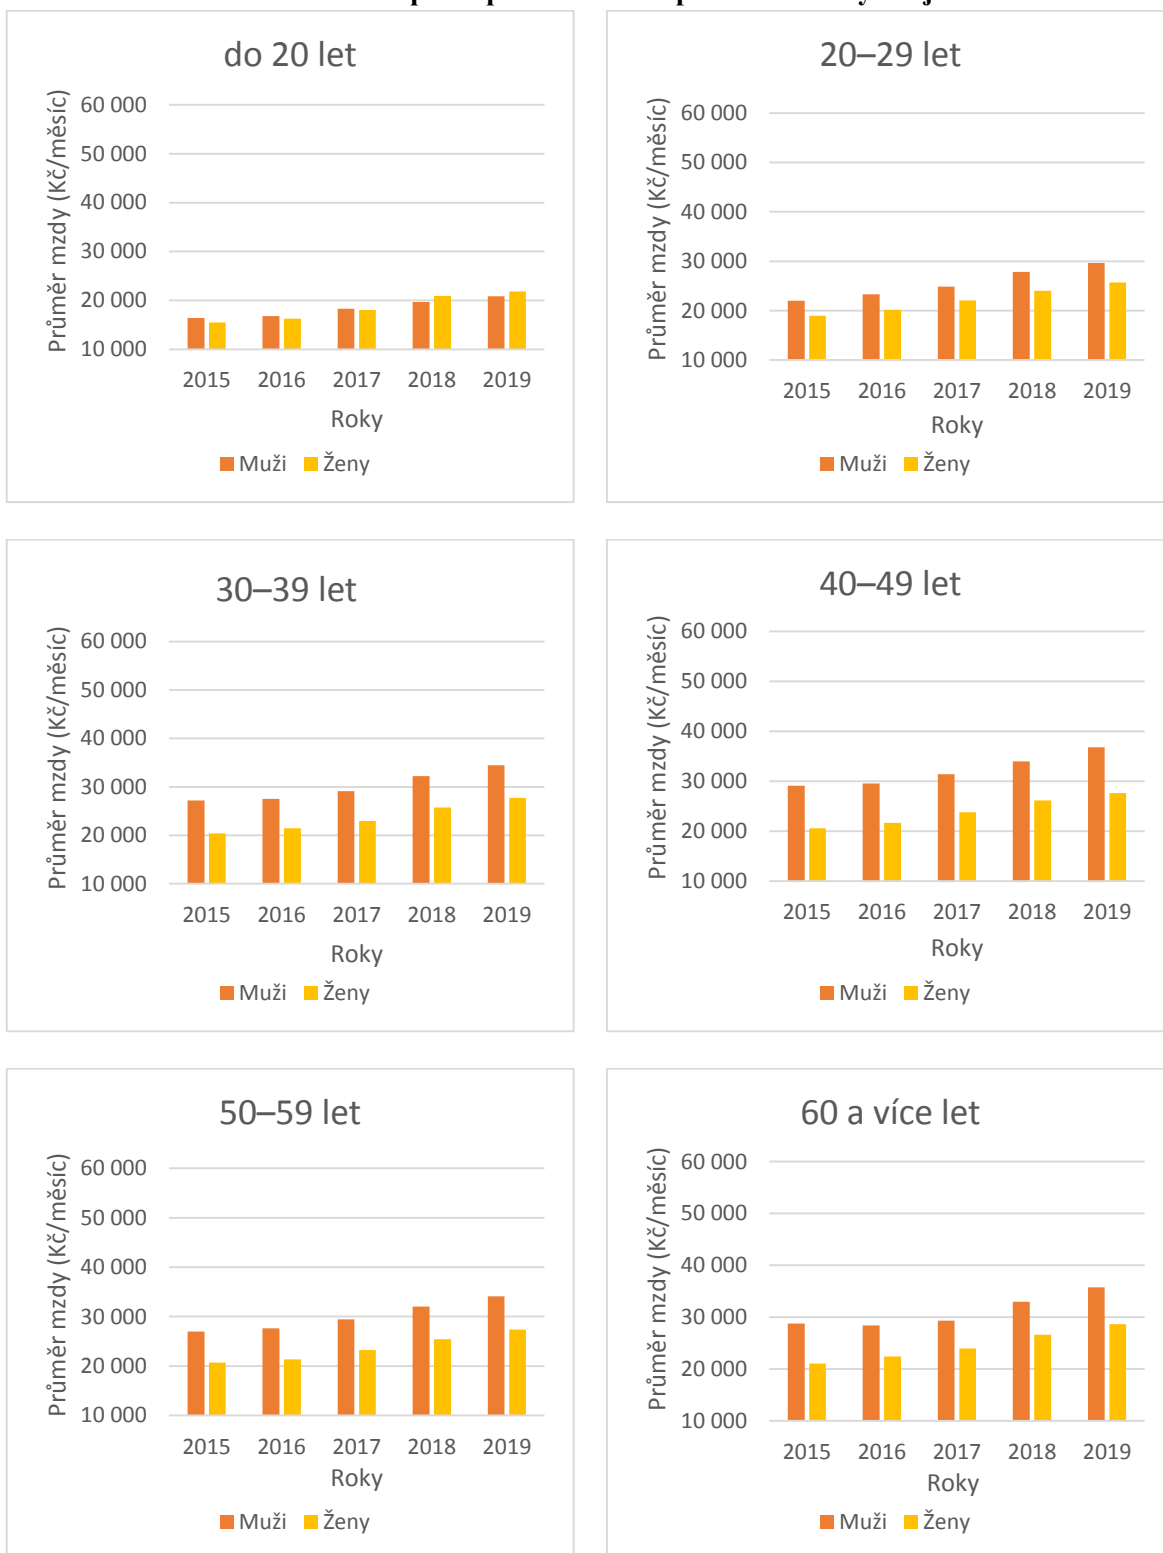 do 20 let
Průměr mzdy (Kč/měsíc)
60 000
50 000
40 000
30 000
20 000
10 000
2015 2016 2017 2018 2019
Roky
Muži Ženy
20–29 let
Průměr mzdy (Kč/měsíc)
60 000
50 000
40 000
30 000
20 000
10 000
2015 2016 2017 2018 2019
Roky
Muži Ženy
30–39 let
Průměr mzdy (Kč/měsíc)
60 000
50 000
40 000
30 000
20 000
10 000
2015 2016 2017 2018 2019
Roky
Muži Ženy
40–49 let
Průměr mzdy (Kč/měsíc)
60 000
50 000
40 000
30 000
20 000
10 000
2015 2016 2017 2018 2019
Roky
Muži Ženy
50–59 let
Průměr mzdy (Kč/měsíc)
60 000
50 000
40 000
30 000
20 000
10 000
2015 2016 2017 2018 2019
Roky
Muži Ženy
60 a více let
Průměr mzdy (Kč/měsíc)
60 000
50 000
40 000
30 000
20 000
10 000
2015 2016 2017 2018 2019
Roky
Muži Ženy